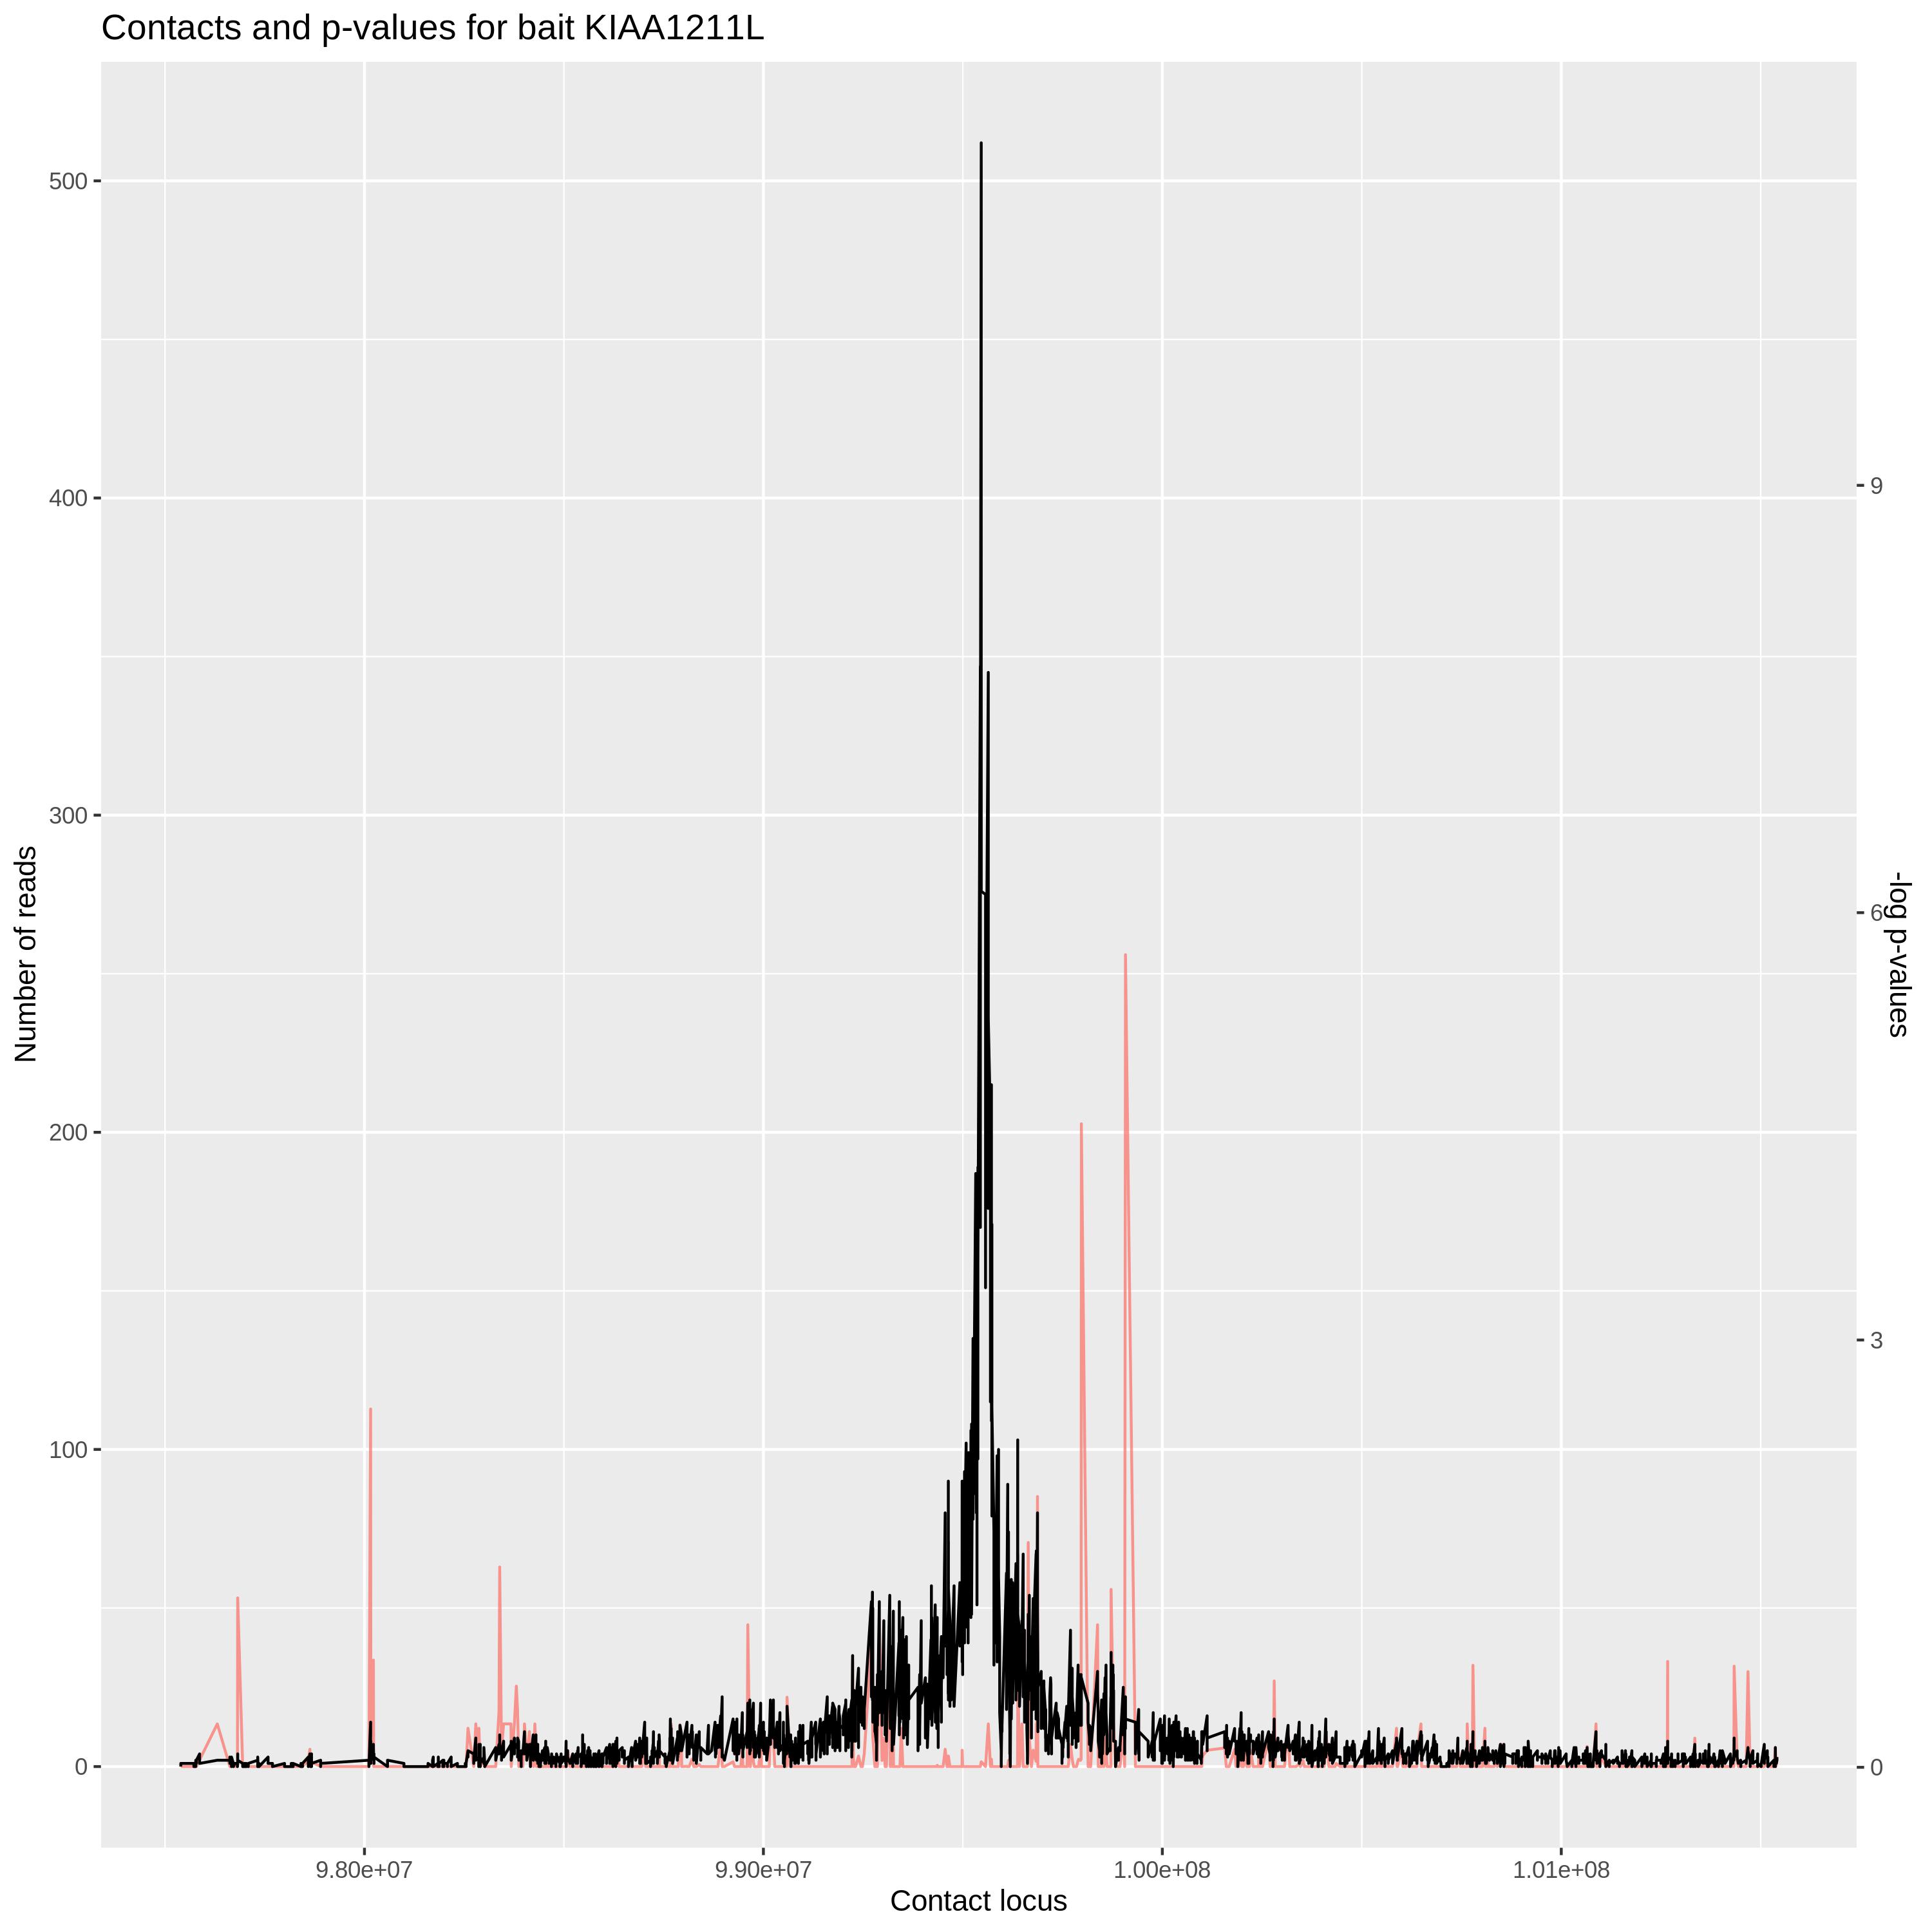 Contacts and p-values for bait KIAA1211L
500
400
300
200
100
0
Number of reads
9
6
3
0
-log p-values
9.80e+07
9.90e+07
1.00e+08
1.01e+08
Contact locus